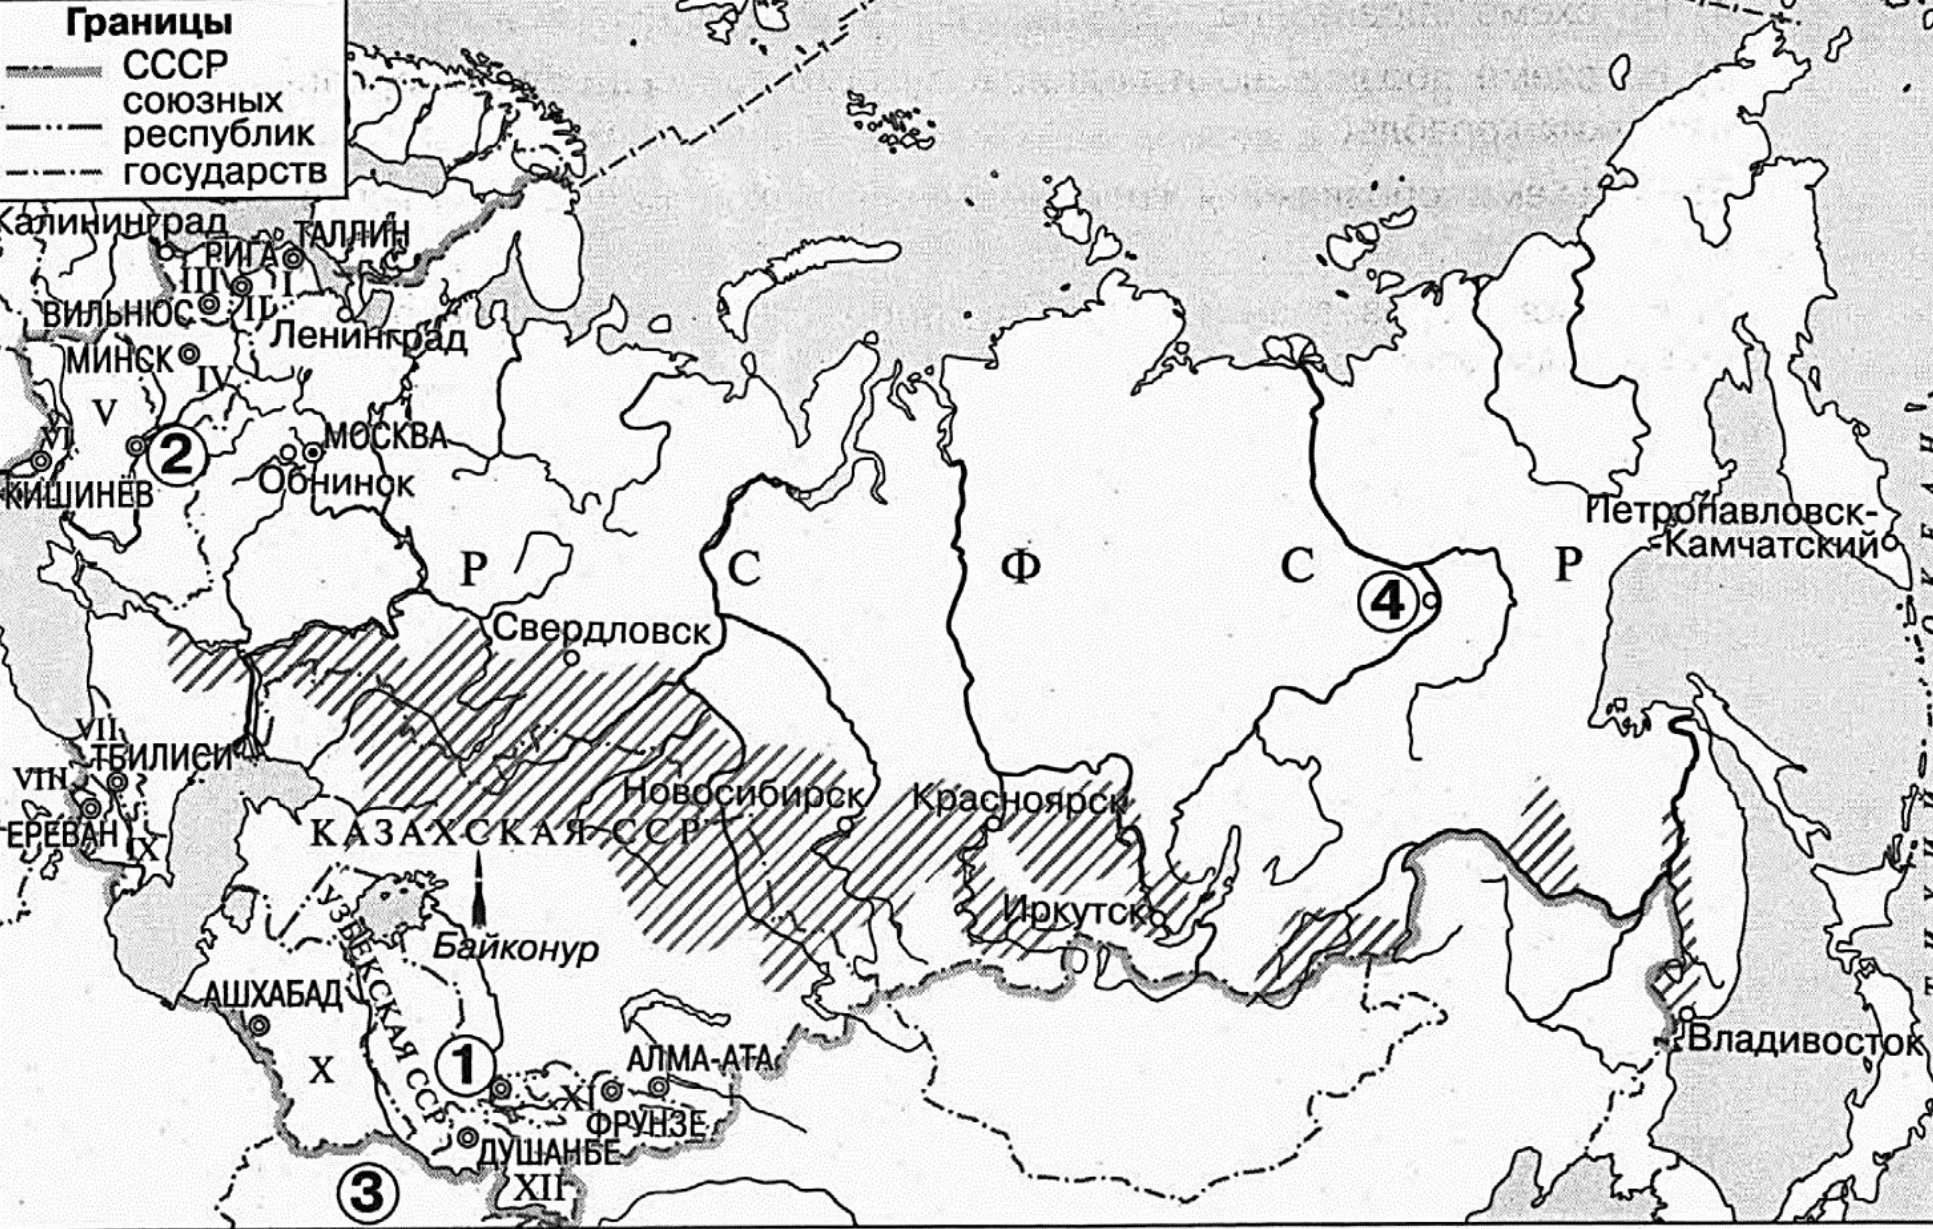 Границы
СССР
союзных
республик
государств
Калининград
ТАЛЛИН
РИГА
III
I
II
ВИЛЬНЮС
Ленинград
МИНСК
IV
V
VI
2
МОСКВА
Обнинск
КИШИНЁВ
Р С Ф С Р
Петропавловск-
-Камчатский
4
Свердловск
VII
ТБИЛИСИ
VIII
ЕРЕВАН
IX
Новосибирск
Красноярск
КАЗАХСКАЯ ССР
Иркутск
УЗБЕКСКАЯ ССР
Байконур
АШХАБАД
X
1
АЛМА-АТА
XI
ФРУНЗЕ
ДУШАНБЕ
XII
3
Владивосток
ТИХИЙ ОКЕАН